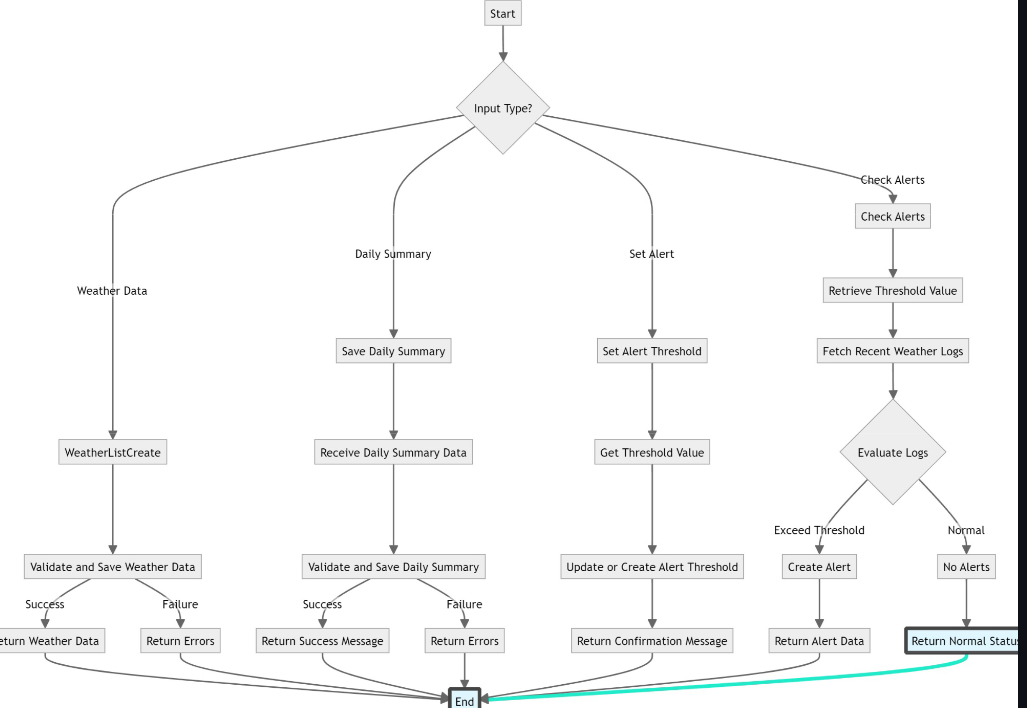 Start
Input Type?
Check Alerts
Check Alerts
Daily Summary
Set Alert
Weather Data
Retrieve Threshold Value
Save Daily Summary
Set Alert Threshold
Fetch Recent Weather Logs
WeatherListCreate
Receive Daily Summary Data
Get Threshold Value
Evaluate Logs
Exceed Threshold
Normal
Validate and Save Weather Data
Validate and Save Daily Summary
Update or Create Alert Threshold
Create Alert
No Alerts
Success
Failure
Success
Failure
eturn Weather Data
Return Errors
Return Success Message
Return Errors
Return Confirmation Message
Return Alert Data
Return Normal Status
End